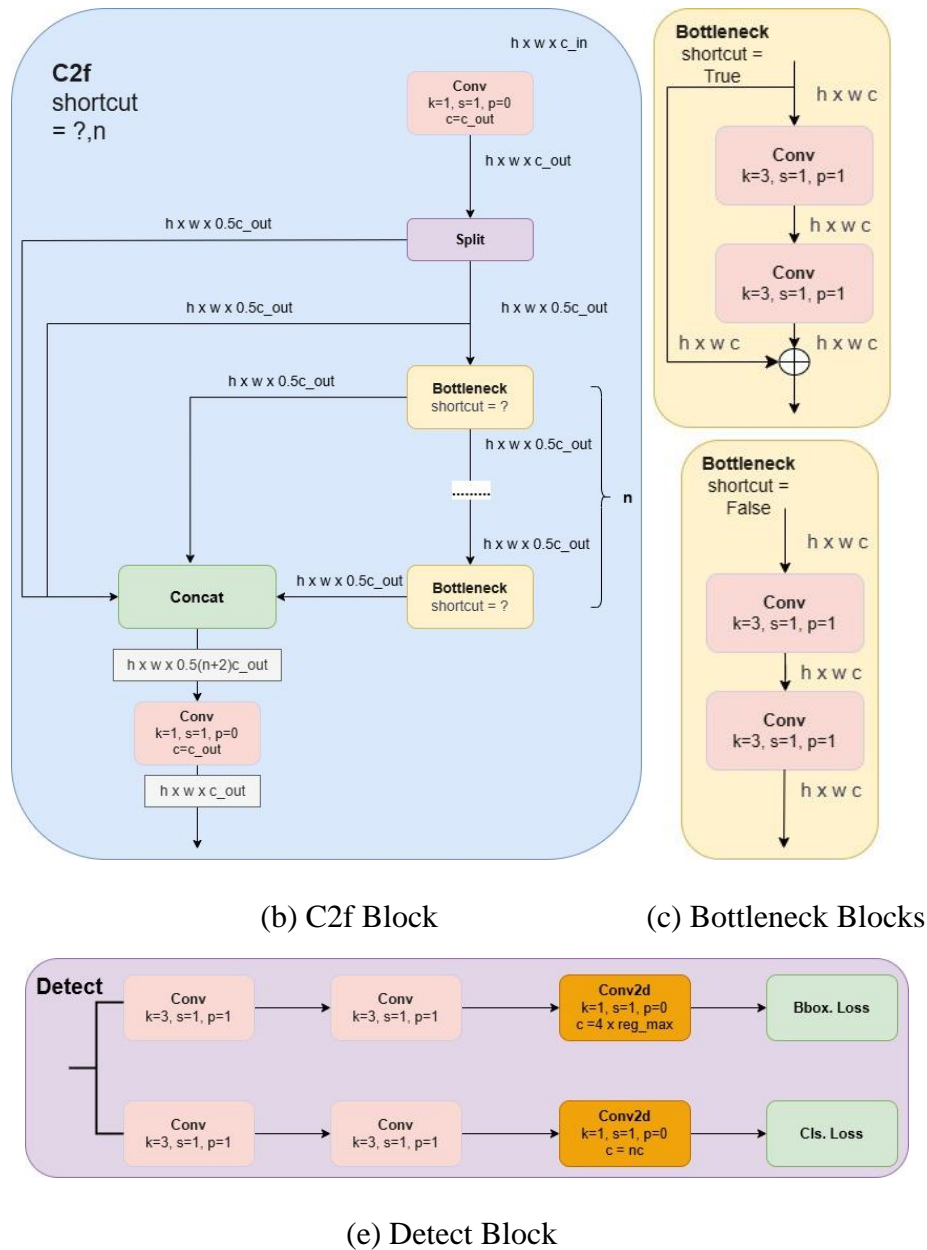 C2f
shortcut
= ?,n
h x w x c_in
Conv
k=1, s=1, p=0
c=c_out
h x w x c_out
h x w x 0.5c_out
Split
h x w x 0.5c_out
h x w x 0.5c_out
h x w x 0.5c_out
Bottleneck
shortcut = ?
h x w x 0.5c_out
.........
n
h x w x 0.5c_out
h x w x 0.5c_out
Bottleneck
shortcut = ?
Concat
h x w x 0.5(n+2)c_out
Conv
k=1, s=1, p=0
c=c_out
h x w x c_out
Bottleneck
shortcut =
True
h x w c
Conv
k=3, s=1, p=1
h x w c
Conv
k=3, s=1, p=1
h x w c
h x w c
Bottleneck
shortcut =
False
h x w c
Conv
k=3, s=1, p=1
h x w c
Conv
k=3, s=1, p=1
h x w c
(b) C2f Block
(c) Bottleneck Blocks
Detect
Conv
k=3, s=1, p=1
Conv
k=3, s=1, p=1
Conv2d
k=1, s=1, p=0
c =4 x reg_max
Bbox. Loss
Conv
k=3, s=1, p=1
Conv
k=3, s=1, p=1
Conv2d
k=1, s=1, p=0
c = nc
Cls. Loss
(e) Detect Block